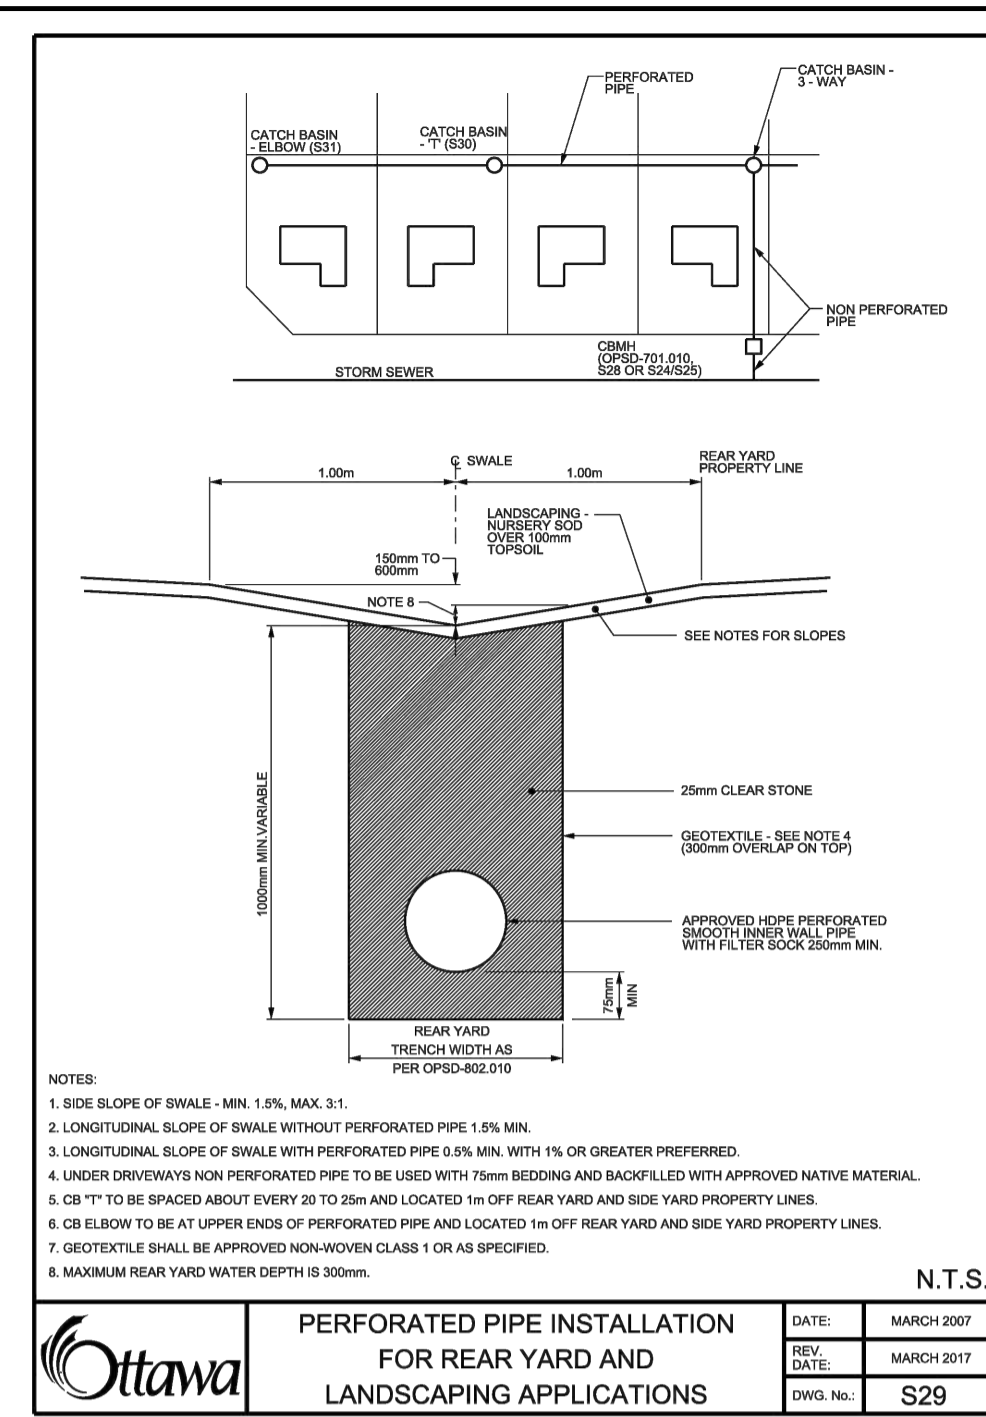 PERFORATED
PIPE
CATCH BASIN -
3 - WAY
CATCH BASIN
- ELBOW (S31)
CATCH BASIN
- 'T' (S30)
NON PERFORATED
PIPE
CBMH
(OPSD-701.010,
S28 OR S24/S25)
STORM SEWER
℄ SWALE
REAR YARD
PROPERTY LINE
1.00m
1.00m
LANDSCAPING -
NURSERY SOD
OVER 100mm
TOPSOIL
150mm TO
600mm
NOTE 8
SEE NOTES FOR SLOPES
1000mm MIN.VARIABLE
25mm CLEAR STONE
GEOTEXTILE - SEE NOTE 4
(300mm OVERLAP ON TOP)
APPROVED HDPE PERFORATED
SMOOTH INNER WALL PIPE
WITH FILTER SOCK 250mm MIN.
75mm
MIN
REAR YARD
TRENCH WIDTH AS
PER OPSD-802.010
NOTES:
1. SIDE SLOPE OF SWALE - MIN. 1.5%, MAX. 3:1.
2. LONGITUDINAL SLOPE OF SWALE WITHOUT PERFORATED PIPE 1.5% MIN.
3. LONGITUDINAL SLOPE OF SWALE WITH PERFORATED PIPE 0.5% MIN. WITH 1% OR GREATER PREFERRED.
4. UNDER DRIVEWAYS NON PERFORATED PIPE TO BE USED WITH 75mm BEDDING AND BACKFILLED WITH APPROVED NATIVE MATERIAL.
5. CB "T" TO BE SPACED ABOUT EVERY 20 TO 25m AND LOCATED 1m OFF REAR YARD AND SIDE YARD PROPERTY LINES.
6. CB ELBOW TO BE AT UPPER ENDS OF PERFORATED PIPE AND LOCATED 1m OFF REAR YARD AND SIDE YARD PROPERTY LINES.
7. GEOTEXTILE SHALL BE APPROVED NON-WOVEN CLASS 1 OR AS SPECIFIED.
8. MAXIMUM REAR YARD WATER DEPTH IS 300mm.
N.T.S.
Ottawa
PERFORATED PIPE INSTALLATION
FOR REAR YARD AND
LANDSCAPING APPLICATIONS
DATE: MARCH 2007
REV.
DATE: MARCH 2017
DWG. No.: S29